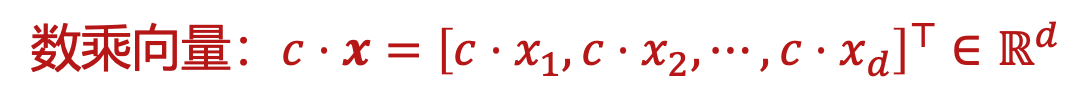 数乘向量：c · x = [c · x₁, c · x₂, ⋯ , c · x_d]^⊤ ∈ ℝ^d